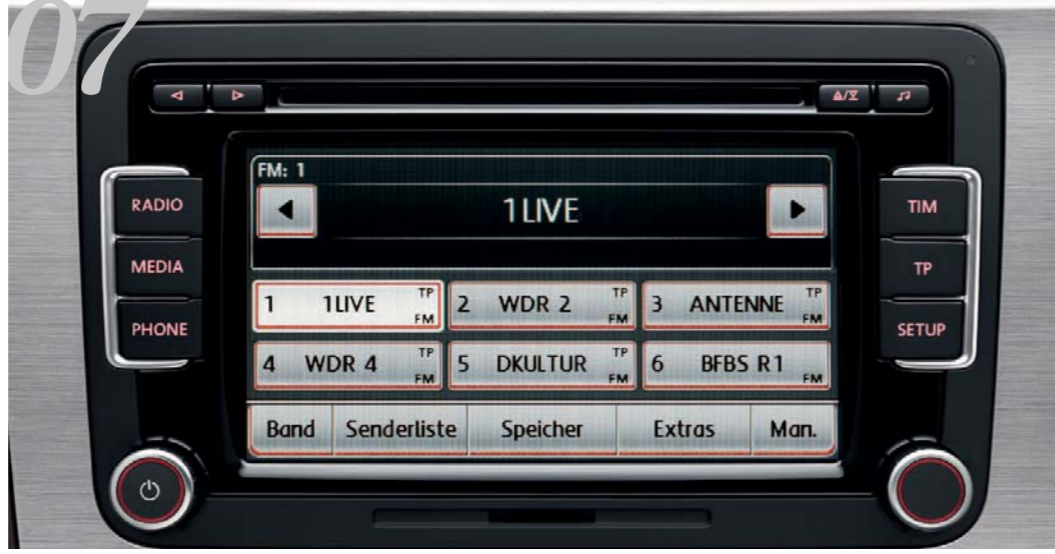 07
RADIO
MEDIA
PHONE
TIM
TP
SETUP
FM: 1
1LIVE
1 1LIVE TP FM
2 WDR 2 TP FM
3 ANTENNE TP FM
4 WDR 4 TP FM
5 DKULTUR TP FM
6 BFBS R1 FM
Band Senderliste Speicher Extras Man.